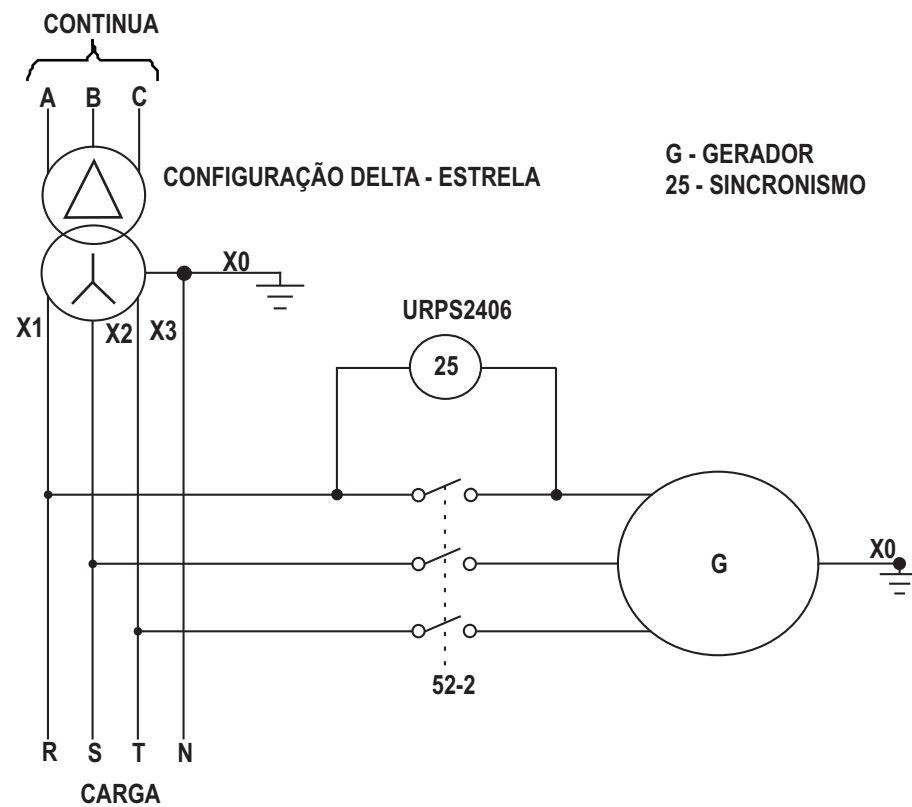 CONTINUA
A B C
CONFIGURAÇÃO DELTA - ESTRELA
G - GERADOR
25 - SINCRONISMO
X0
X1 X2 X3
URPS2406
25
G
X0
52-2
R S T N
CARGA